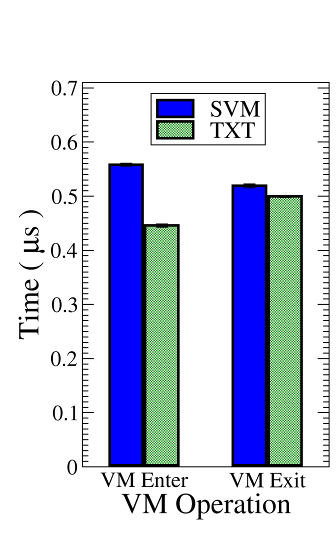 0.7
SVM
TXT
0.6
0.5
0.4
0.3
0.2
0.1
0
Time ( μs )
VM Enter VM Exit
VM Operation